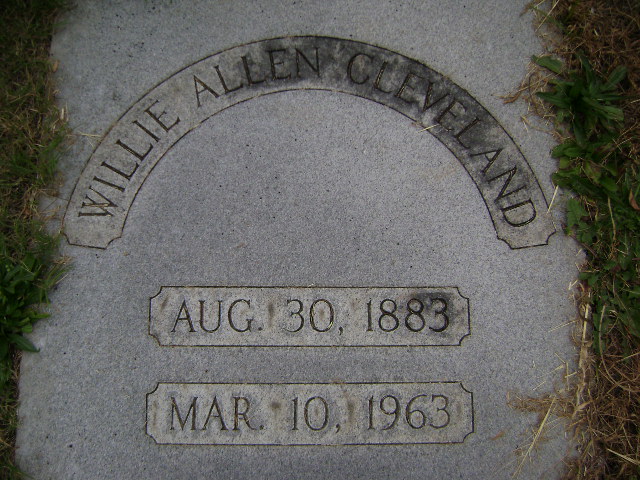 WILLIE ALLEN CLEVELAND
AUG. 30, 1883
MAR. 10, 1963